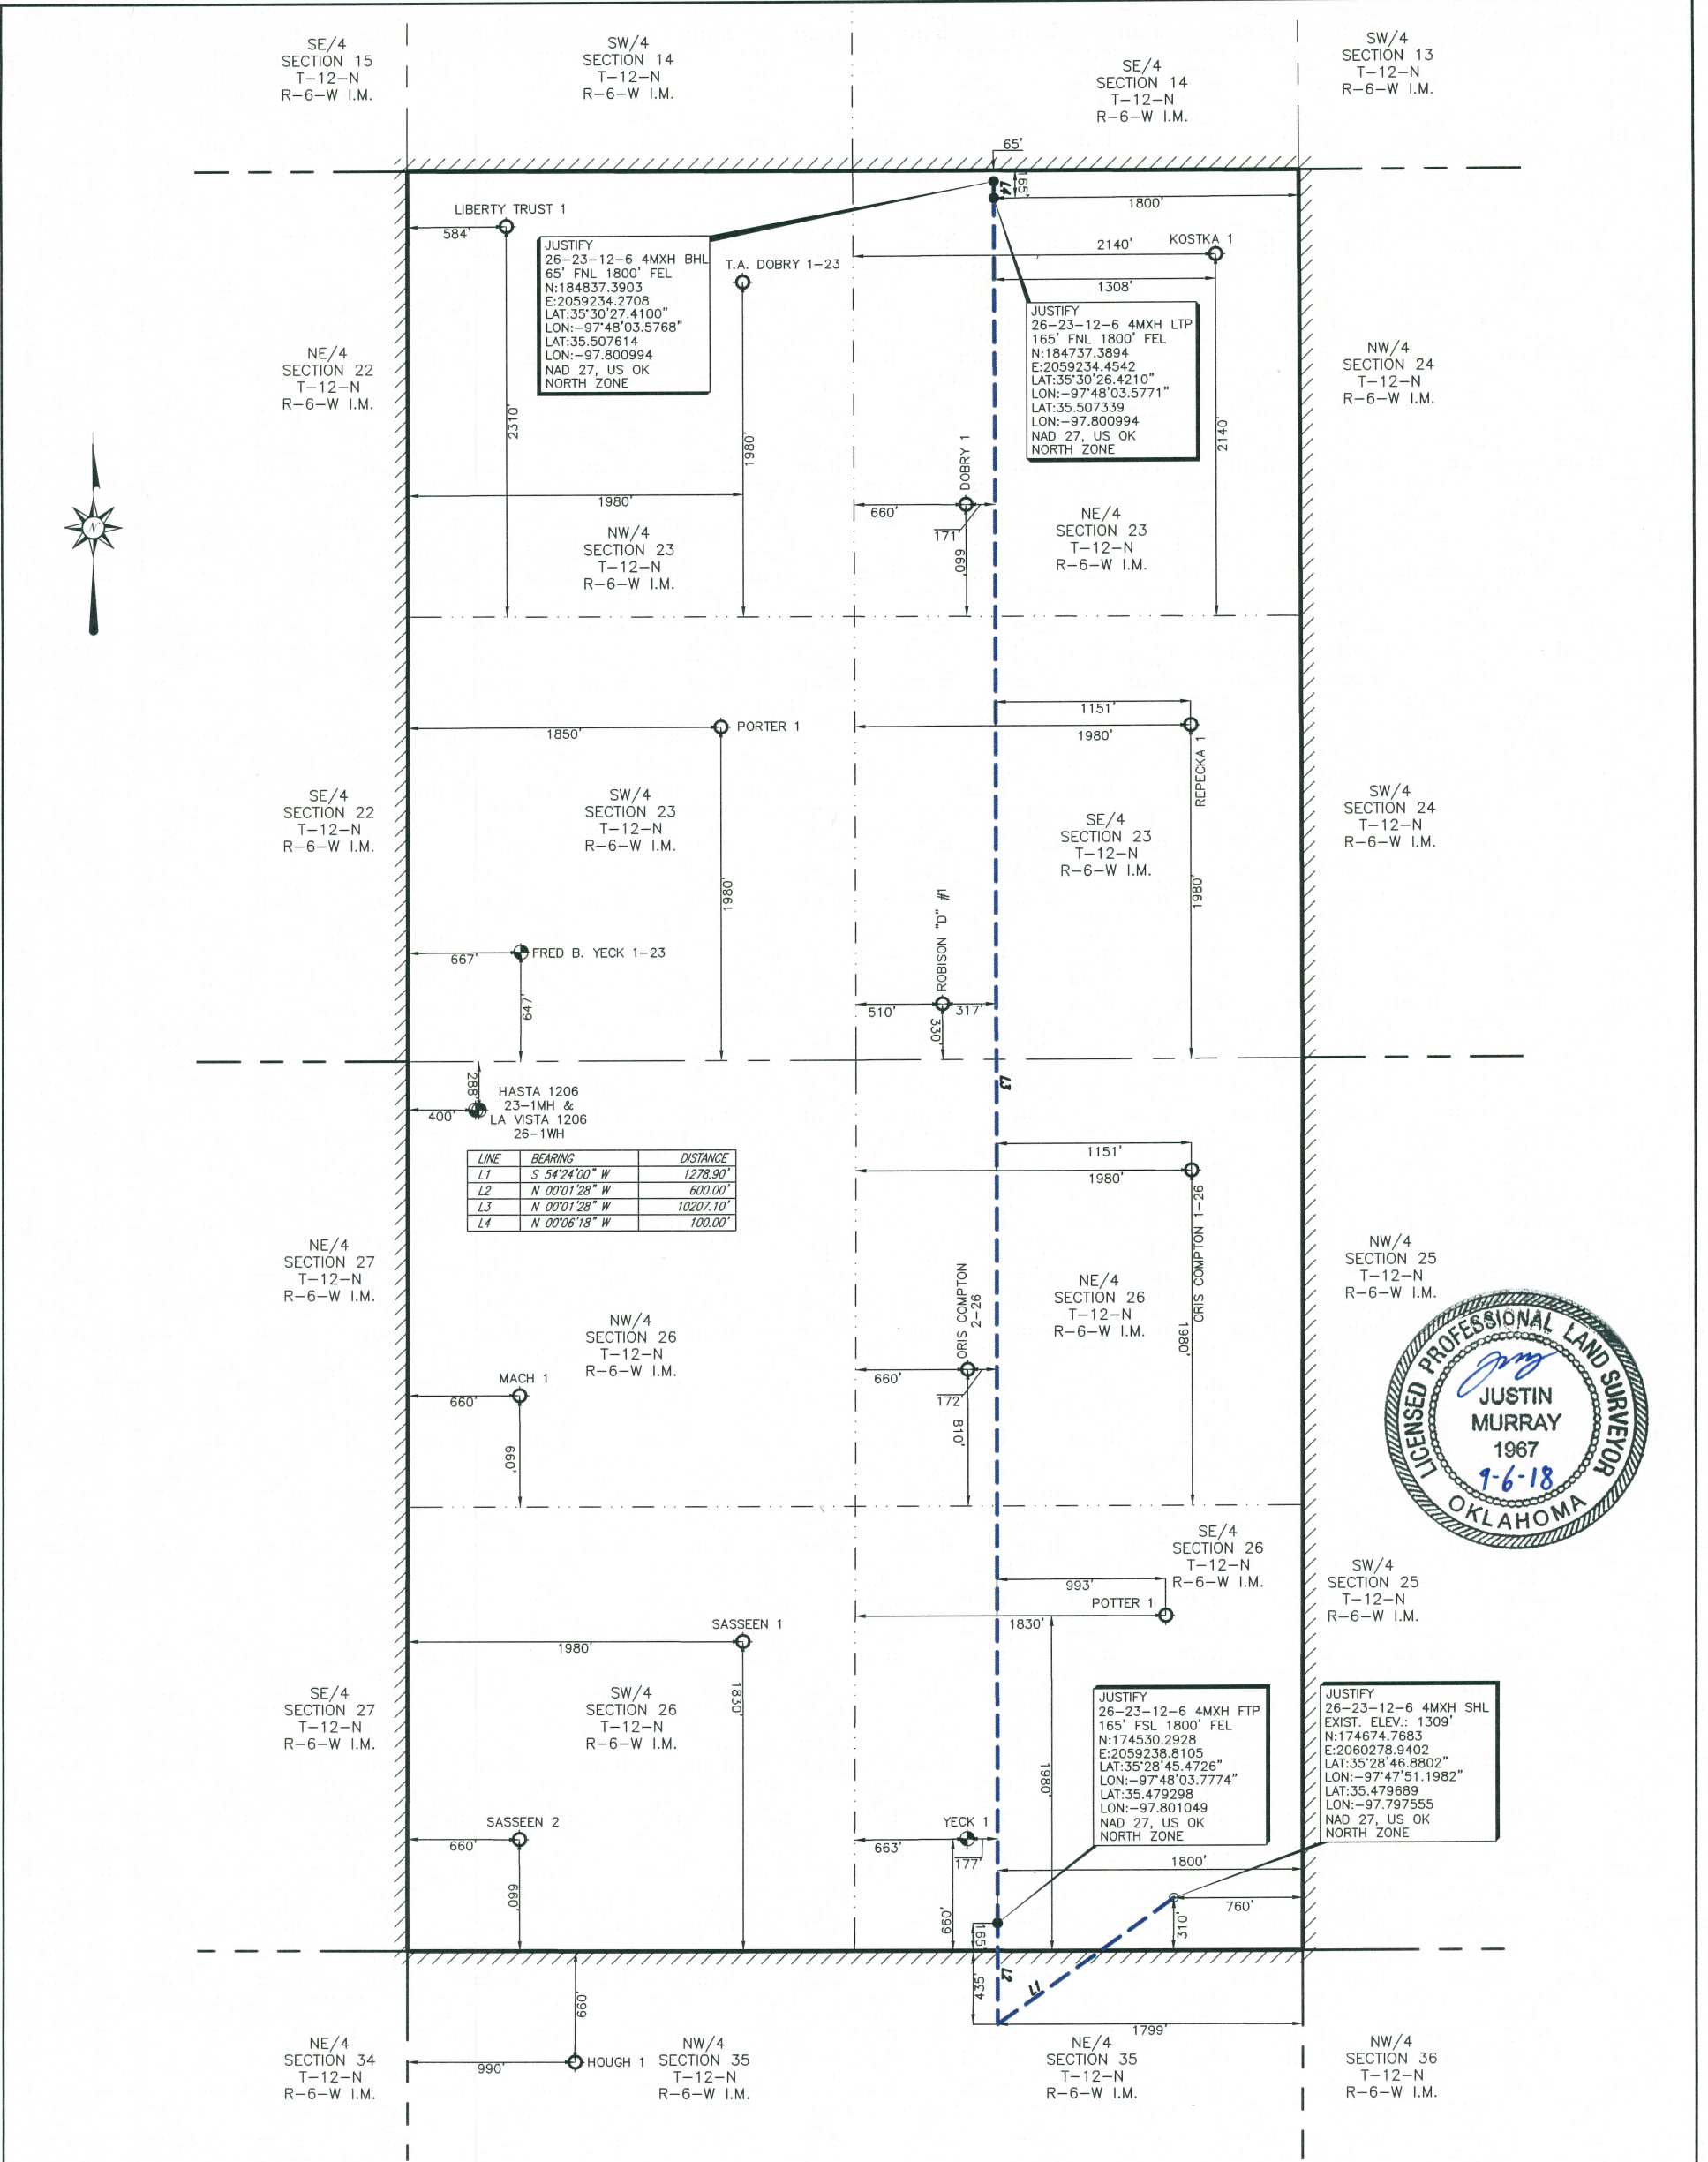 SE/4
SECTION 15
T-12-N
R-6-W I.M.
SW/4
SECTION 14
T-12-N
R-6-W I.M.
SE/4
SECTION 14
T-12-N
R-6-W I.M.
SW/4
SECTION 13
T-12-N
R-6-W I.M.
65'
165'
L4
1800'
LIBERTY TRUST 1
584'
2310'
JUSTIFY
26-23-12-6 4MXH BHL
65' FNL 1800' FEL
N:184837.3903
E:2059234.2708
LAT:35°30'27.4100"
LON:-97°48'03.5768"
LAT:35.507614
LON:-97.800994
NAD 27, US OK
NORTH ZONE
T.A. DOBRY 1-23
1980'
1980'
2140'
KOSTKA 1
1308'
2140'
JUSTIFY
26-23-12-6 4MXH LTP
165' FNL 1800' FEL
N:184737.3894
E:2059234.4542
LAT:35°30'26.4210"
LON:-97°48'03.5771"
LAT:35.507339
LON:-97.800994
NAD 27, US OK
NORTH ZONE
NE/4
SECTION 22
T-12-N
R-6-W I.M.
NW/4
SECTION 24
T-12-N
R-6-W I.M.
N
DOBRY 1
660'
171'
660'
NW/4
SECTION 23
T-12-N
R-6-W I.M.
NE/4
SECTION 23
T-12-N
R-6-W I.M.
1850'
PORTER 1
1980'
1151'
1980'
REPECKA 1
1980'
SE/4
SECTION 22
T-12-N
R-6-W I.M.
SW/4
SECTION 23
T-12-N
R-6-W I.M.
SE/4
SECTION 23
T-12-N
R-6-W I.M.
SW/4
SECTION 24
T-12-N
R-6-W I.M.
667'
FRED B. YECK 1-23
647'
ROBISON "D" #1
510'
317'
330'
L3
288'
400'
HASTA 1206
23-1MH &
LA VISTA 1206
26-1WH
LINE BEARING DISTANCE
L1 S 54°24'00" W 1278.90'
L2 N 00°01'28" W 600.00'
L3 N 00°01'28" W 10207.10'
L4 N 00°06'18" W 100.00'
1151'
1980'
ORIS COMPTON 1-26
1980'
NE/4
SECTION 27
T-12-N
R-6-W I.M.
NW/4
SECTION 26
T-12-N
R-6-W I.M.
NE/4
SECTION 26
T-12-N
R-6-W I.M.
NW/4
SECTION 25
T-12-N
R-6-W I.M.
MACH 1
660'
660'
ORIS COMPTON
2-26
660'
172'
810'
LICENSED PROFESSIONAL LAND SURVEYOR
JUSTIN
MURRAY
1967
9-6-18
OKLAHOMA
SE/4
SECTION 26
T-12-N
R-6-W I.M.
SW/4
SECTION 25
T-12-N
R-6-W I.M.
993'
POTTER 1
1830'
1980'
SASSEEN 1
1980'
1830'
SE/4
SECTION 27
T-12-N
R-6-W I.M.
SW/4
SECTION 26
T-12-N
R-6-W I.M.
JUSTIFY
26-23-12-6 4MXH FTP
165' FSL 1800' FEL
N:174530.2928
E:2059238.8105
LAT:35°28'45.4726"
LON:-97°48'03.7774"
LAT:35.479298
LON:-97.801049
NAD 27, US OK
NORTH ZONE
JUSTIFY
26-23-12-6 4MXH SHL
EXIST. ELEV.: 1309'
N:174674.7683
E:2060278.9402
LAT:35°28'46.8802"
LON:-97°47'51.1982"
LAT:35.479689
LON:-97.797555
NAD 27, US OK
NORTH ZONE
SASSEEN 2
660'
660'
YECK 1
663'
177'
660'
1800'
760'
310'
165'
435'
L2
L1
1799'
660'
990'
HOUGH 1
NE/4
SECTION 34
T-12-N
R-6-W I.M.
NW/4
SECTION 35
T-12-N
R-6-W I.M.
NE/4
SECTION 35
T-12-N
R-6-W I.M.
NW/4
SECTION 36
T-12-N
R-6-W I.M.